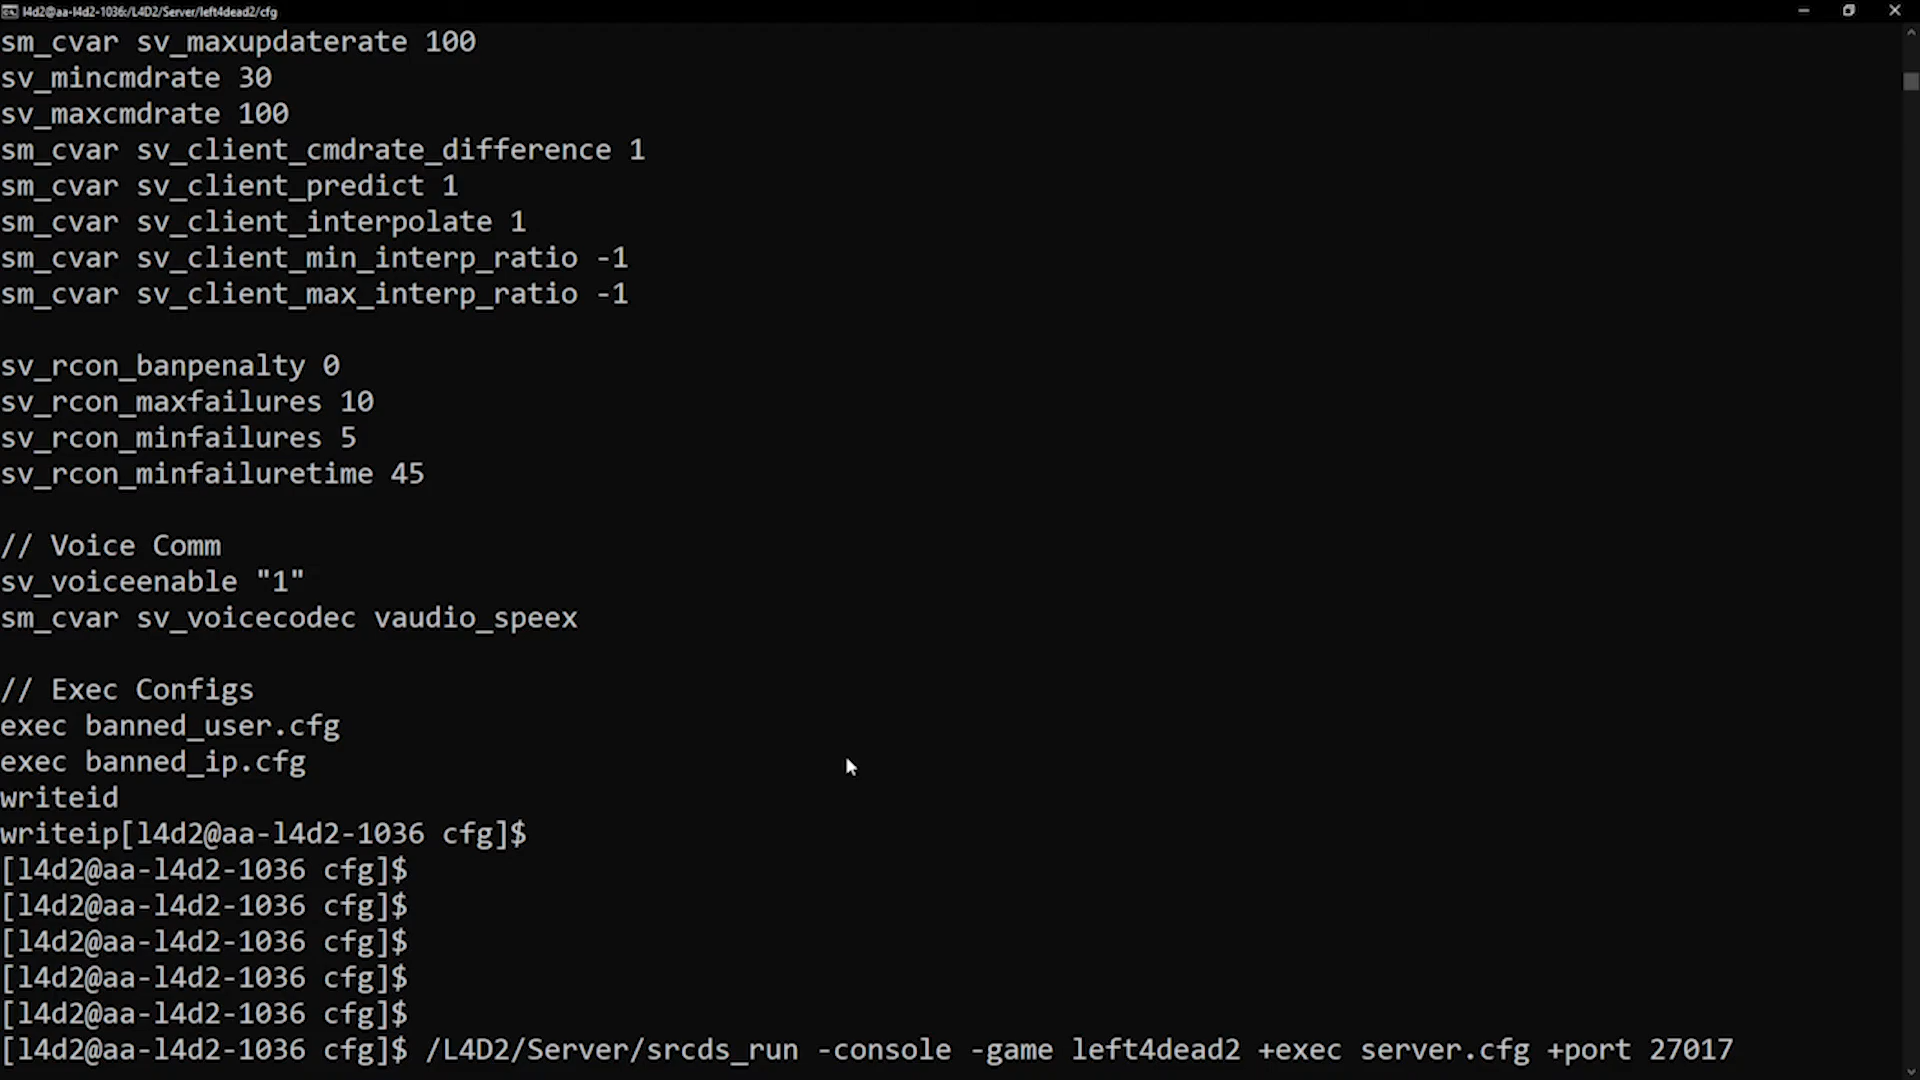 l4d2@aa-l4d2-1036:/L4D2/Server/left4dead2/cfg
sm_cvar sv_maxupdaterate 100
sv_mincmdrate 30
sv_maxcmdrate 100
sm_cvar sv_client_cmdrate_difference 1
sm_cvar sv_client_predict 1
sm_cvar sv_client_interpolate 1
sm_cvar sv_client_min_interp_ratio -1
sm_cvar sv_client_max_interp_ratio -1
sv_rcon_banpenalty 0
sv_rcon_maxfailures 10
sv_rcon_minfailures 5
sv_rcon_minfailuretime 45
// Voice Comm
sv_voiceenable "1"
sm_cvar sv_voicecodec vaudio_speex
// Exec Configs
exec banned_user.cfg
exec banned_ip.cfg
writeid
writeip[l4d2@aa-l4d2-1036 cfg]$
[l4d2@aa-l4d2-1036 cfg]$
[l4d2@aa-l4d2-1036 cfg]$
[l4d2@aa-l4d2-1036 cfg]$
[l4d2@aa-l4d2-1036 cfg]$
[l4d2@aa-l4d2-1036 cfg]$
[l4d2@aa-l4d2-1036 cfg]$ /L4D2/Server/srcds_run -console -game left4dead2 +exec server.cfg +port 27017